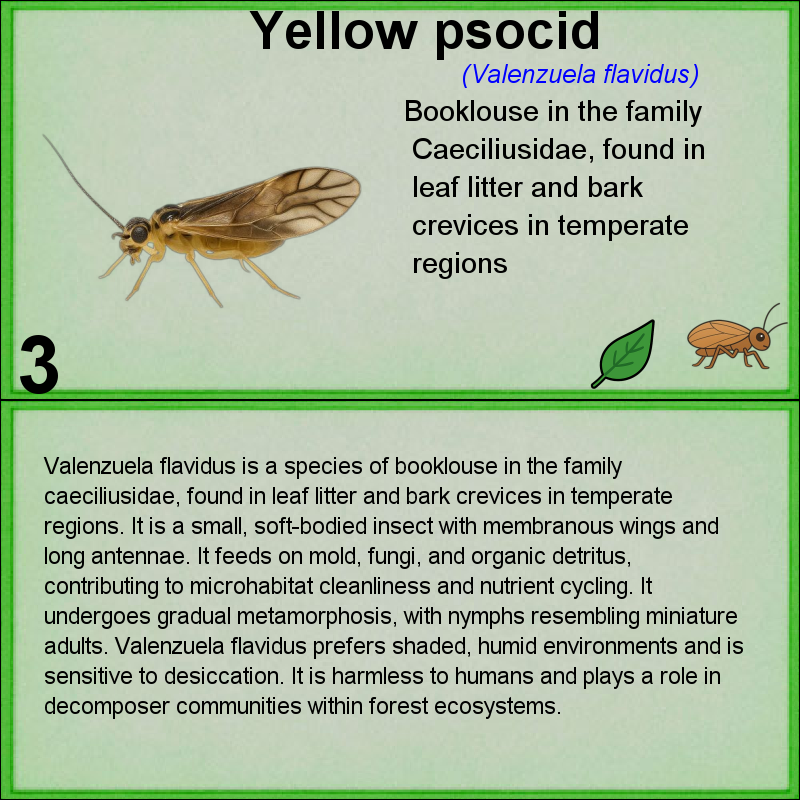 Yellow psocid
(Valenzuela flavidus)
Booklouse in the family
Caeciliusidae, found in
leaf litter and bark
crevices in temperate
regions
3
Valenzuela flavidus is a species of booklouse in the family
caeciliusidae, found in leaf litter and bark crevices in temperate
regions. It is a small, soft-bodied insect with membranous wings and
long antennae. It feeds on mold, fungi, and organic detritus,
contributing to microhabitat cleanliness and nutrient cycling. It
undergoes gradual metamorphosis, with nymphs resembling miniature
adults. Valenzuela flavidus prefers shaded, humid environments and is
sensitive to desiccation. It is harmless to humans and plays a role in
decomposer communities within forest ecosystems.